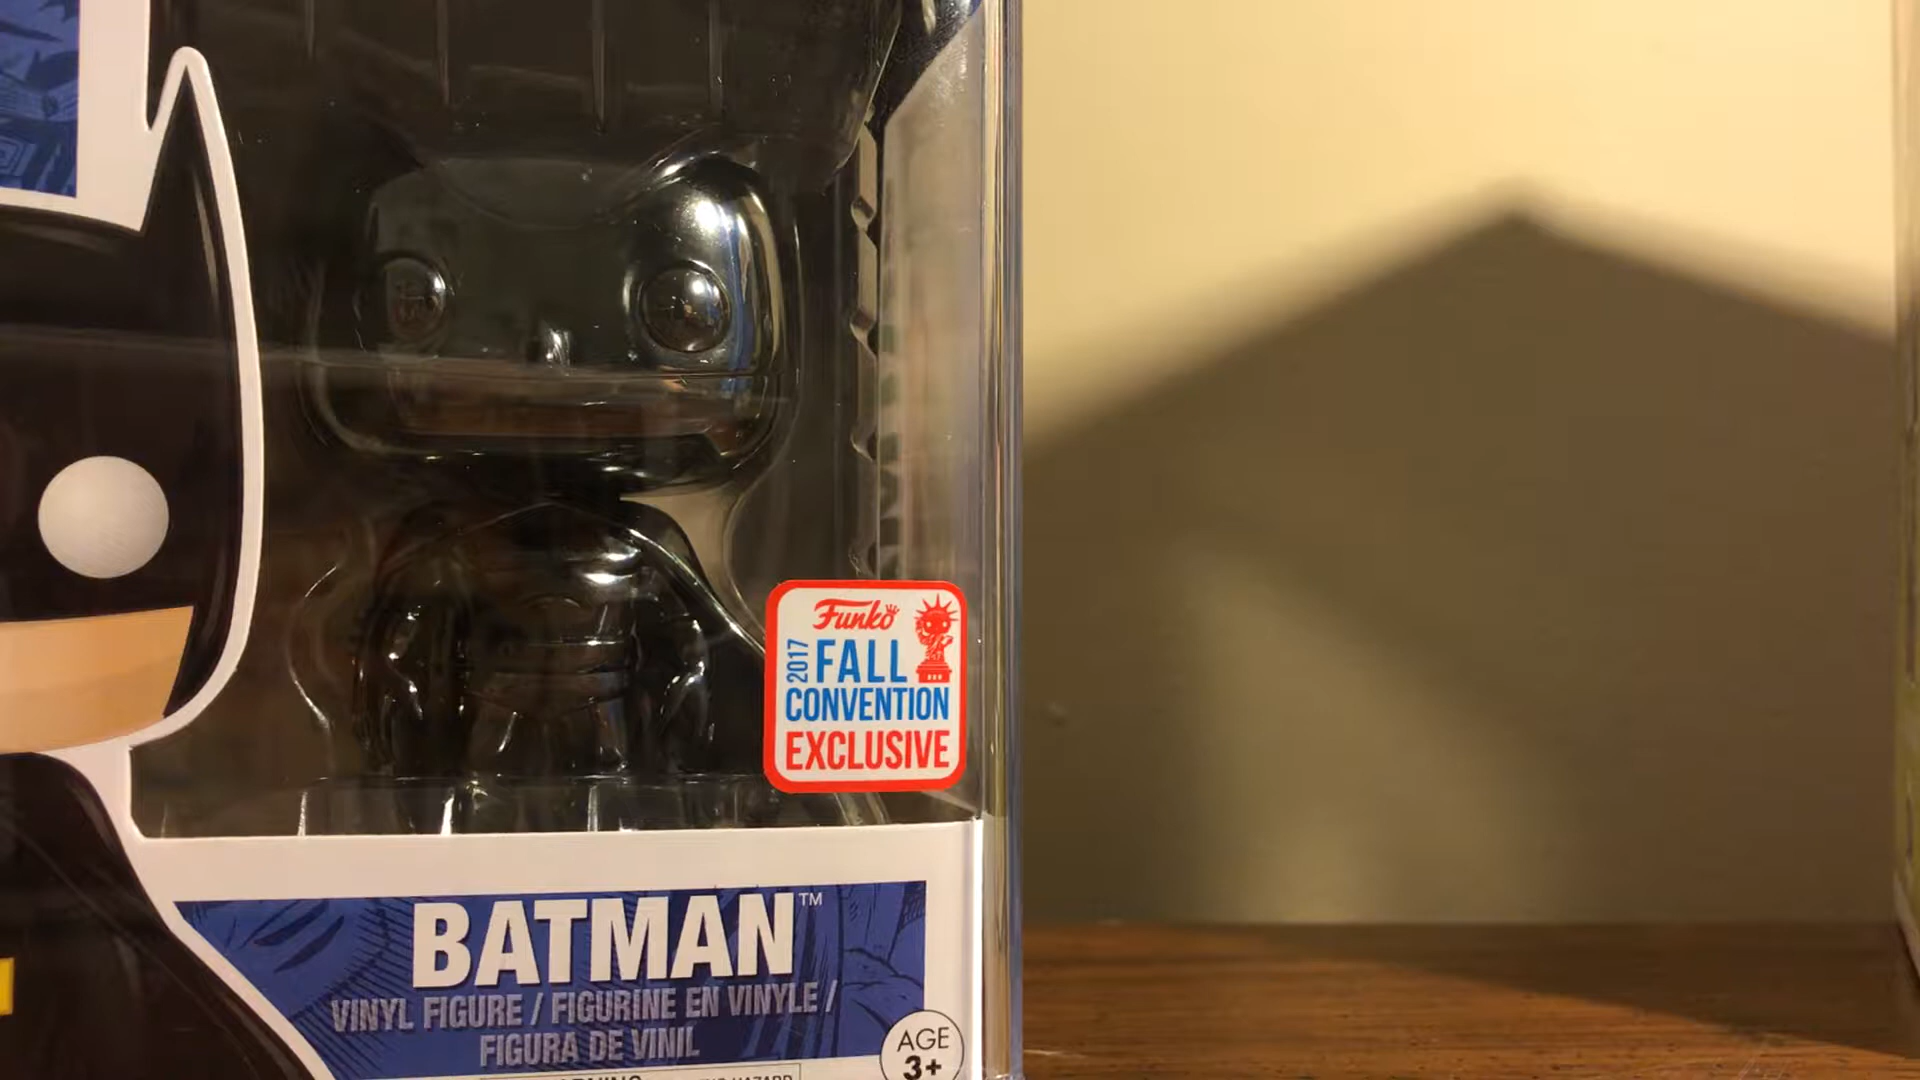 Funko
2017
FALL
CONVENTION
EXCLUSIVE
BATMAN™
VINYL FIGURE / FIGURINE EN VINYLE /
FIGURA DE VINIL
AGE
3+